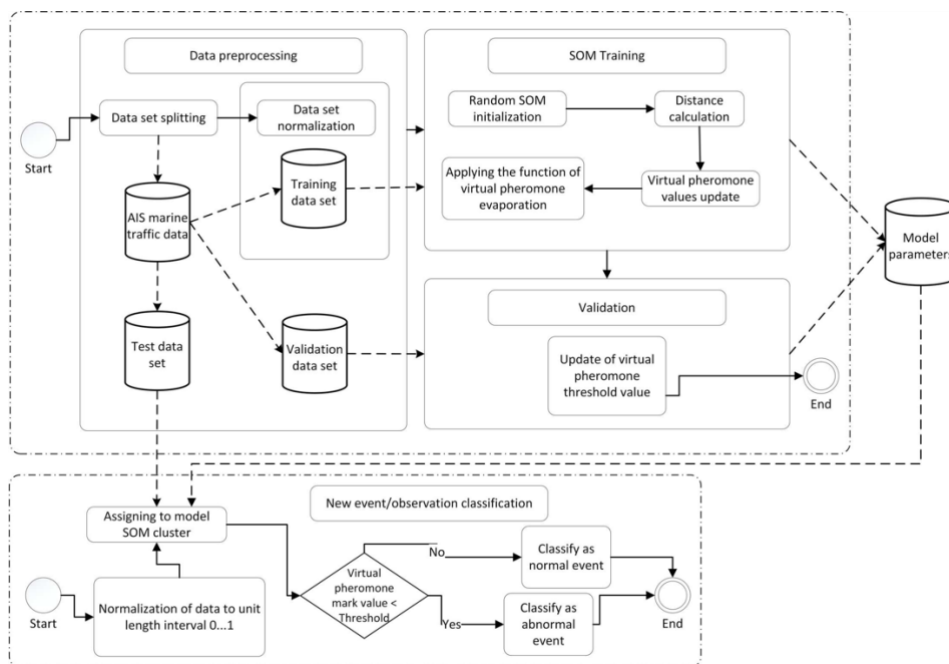 Data preprocessing
SOM Training
Start
Data set splitting
Data set
normalization
Random SOM
initialization
Distance
calculation
AIS marine
traffic data
Training
data set
Applying the function of
virtual pheromone
evaporation
Virtual pheromone
values update
Model
parameters
Test data
set
Validation
data set
Validation
Update of virtual
pheromone
threshold value
End
New event/observation classification
Assigning to model
SOM cluster
Start
Normalization of data to unit
length interval 0...1
Virtual
pheromone
mark value <
Threshold
No
Yes
Classify as
normal event
Classify as
abnormal
event
End